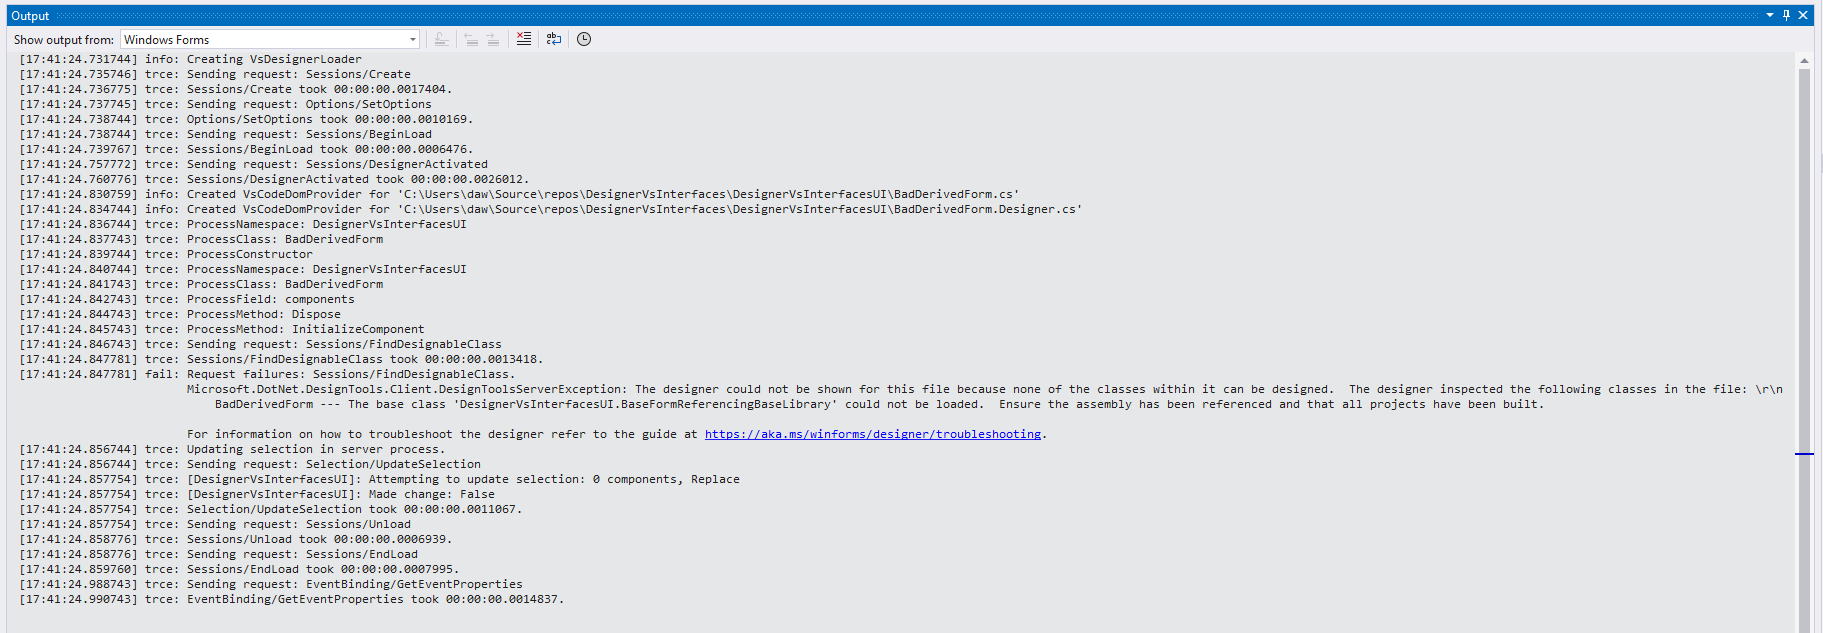 Output
Show output from: Windows Forms
[17:41:24.731744] info: Creating VsDesignerLoader
[17:41:24.735746] trce: Sending request: Sessions/Create
[17:41:24.736775] trce: Sessions/Create took 00:00:00.0017404.
[17:41:24.737745] trce: Sending request: Options/SetOptions
[17:41:24.738744] trce: Options/SetOptions took 00:00:00.0010169.
[17:41:24.738744] trce: Sending request: Sessions/BeginLoad
[17:41:24.739767] trce: Sessions/BeginLoad took 00:00:00.0006476.
[17:41:24.757772] trce: Sending request: Sessions/DesignerActivated
[17:41:24.760776] trce: Sessions/DesignerActivated took 00:00:00.0026012.
[17:41:24.830759] info: Created VsCodeDomProvider for 'C:\Users\daw\Source\repos\DesignerVsInterfaces\DesignerVsInterfacesUI\BadDerivedForm.cs'
[17:41:24.834744] info: Created VsCodeDomProvider for 'C:\Users\daw\Source\repos\DesignerVsInterfaces\DesignerVsInterfacesUI\BadDerivedForm.Designer.cs'
[17:41:24.836744] trce: ProcessNamespace: DesignerVsInterfacesUI
[17:41:24.837743] trce: ProcessClass: BadDerivedForm
[17:41:24.839744] trce: ProcessConstructor
[17:41:24.840744] trce: ProcessNamespace: DesignerVsInterfacesUI
[17:41:24.841743] trce: ProcessClass: BadDerivedForm
[17:41:24.842743] trce: ProcessField: components
[17:41:24.844743] trce: ProcessMethod: Dispose
[17:41:24.845743] trce: ProcessMethod: InitializeComponent
[17:41:24.846743] trce: Sending request: Sessions/FindDesignableClass
[17:41:24.847781] trce: Sessions/FindDesignableClass took 00:00:00.0013418.
[17:41:24.847781] fail: Request failures: Sessions/FindDesignableClass.
Microsoft.DotNet.DesignTools.Client.DesignToolsServerException: The designer could not be shown for this file because none of the classes within it can be designed.  The designer inspected the following classes in the file: \r\n
BadDerivedForm --- The base class 'DesignerVsInterfacesUI.BaseFormReferencingBaseLibrary' could not be loaded.  Ensure the assembly has been referenced and that all projects have been built.
For information on how to troubleshoot the designer refer to the guide at https://aka.ms/winforms/designer/troubleshooting.
[17:41:24.856744] trce: Updating selection in server process.
[17:41:24.856744] trce: Sending request: Selection/UpdateSelection
[17:41:24.857754] trce: [DesignerVsInterfacesUI]: Attempting to update selection: 0 components, Replace
[17:41:24.857754] trce: [DesignerVsInterfacesUI]: Made change: False
[17:41:24.857754] trce: Selection/UpdateSelection took 00:00:00.0011067.
[17:41:24.857754] trce: Sending request: Sessions/Unload
[17:41:24.858776] trce: Sessions/Unload took 00:00:00.0006939.
[17:41:24.858776] trce: Sending request: Sessions/EndLoad
[17:41:24.859760] trce: Sessions/EndLoad took 00:00:00.0007995.
[17:41:24.988743] trce: Sending request: EventBinding/GetEventProperties
[17:41:24.990743] trce: EventBinding/GetEventProperties took 00:00:00.0014837.